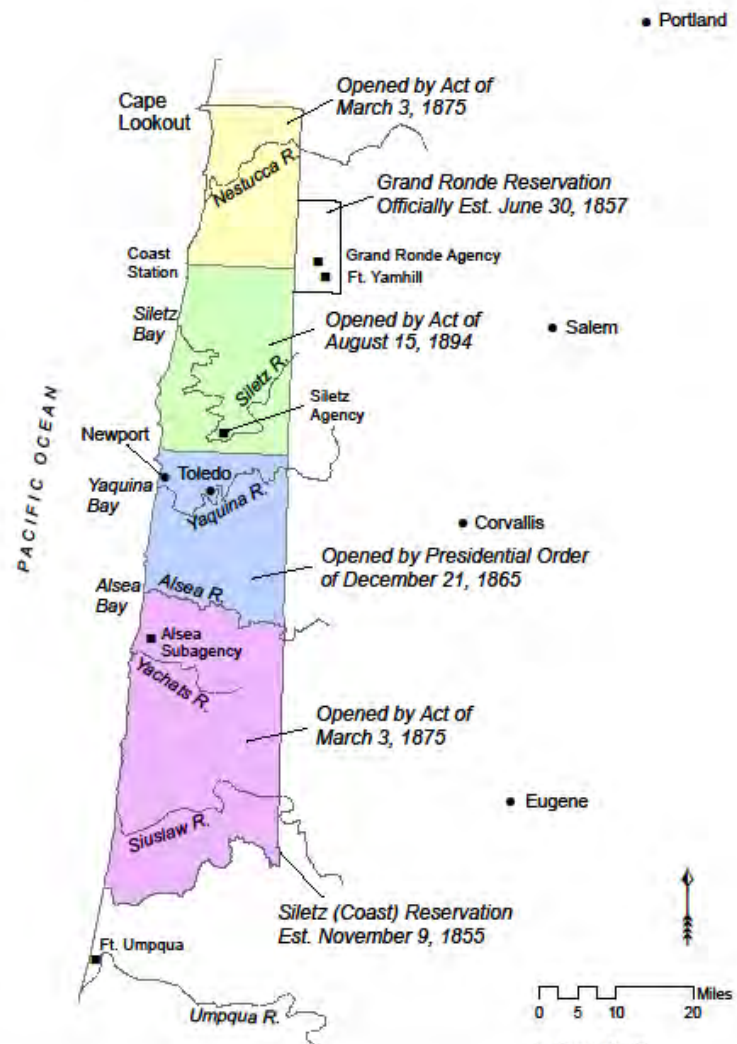 Portland
Opened by Act of
March 3, 1875
Cape
Lookout
Nestucca R.
Grand Ronde Reservation
Officially Est. June 30, 1857
Coast
Station
Grand Ronde Agency
Ft. Yamhill
Siletz
Bay
Opened by Act of
August 15, 1894
Salem
Siletz R.
Siletz
Agency
PACIFIC OCEAN
Newport
Toledo
Yaquina
Bay
Yaquina R.
Corvallis
Opened by Presidential Order
of December 21, 1865
Alsea
Bay
Alsea R.
Alsea
Subagency
Yachats R.
Opened by Act of
March 3, 1875
Eugene
Siuslaw R.
Siletz (Coast) Reservation
Est. November 9, 1855
Ft. Umpqua
Umpqua R.
Miles
0 5 10 20